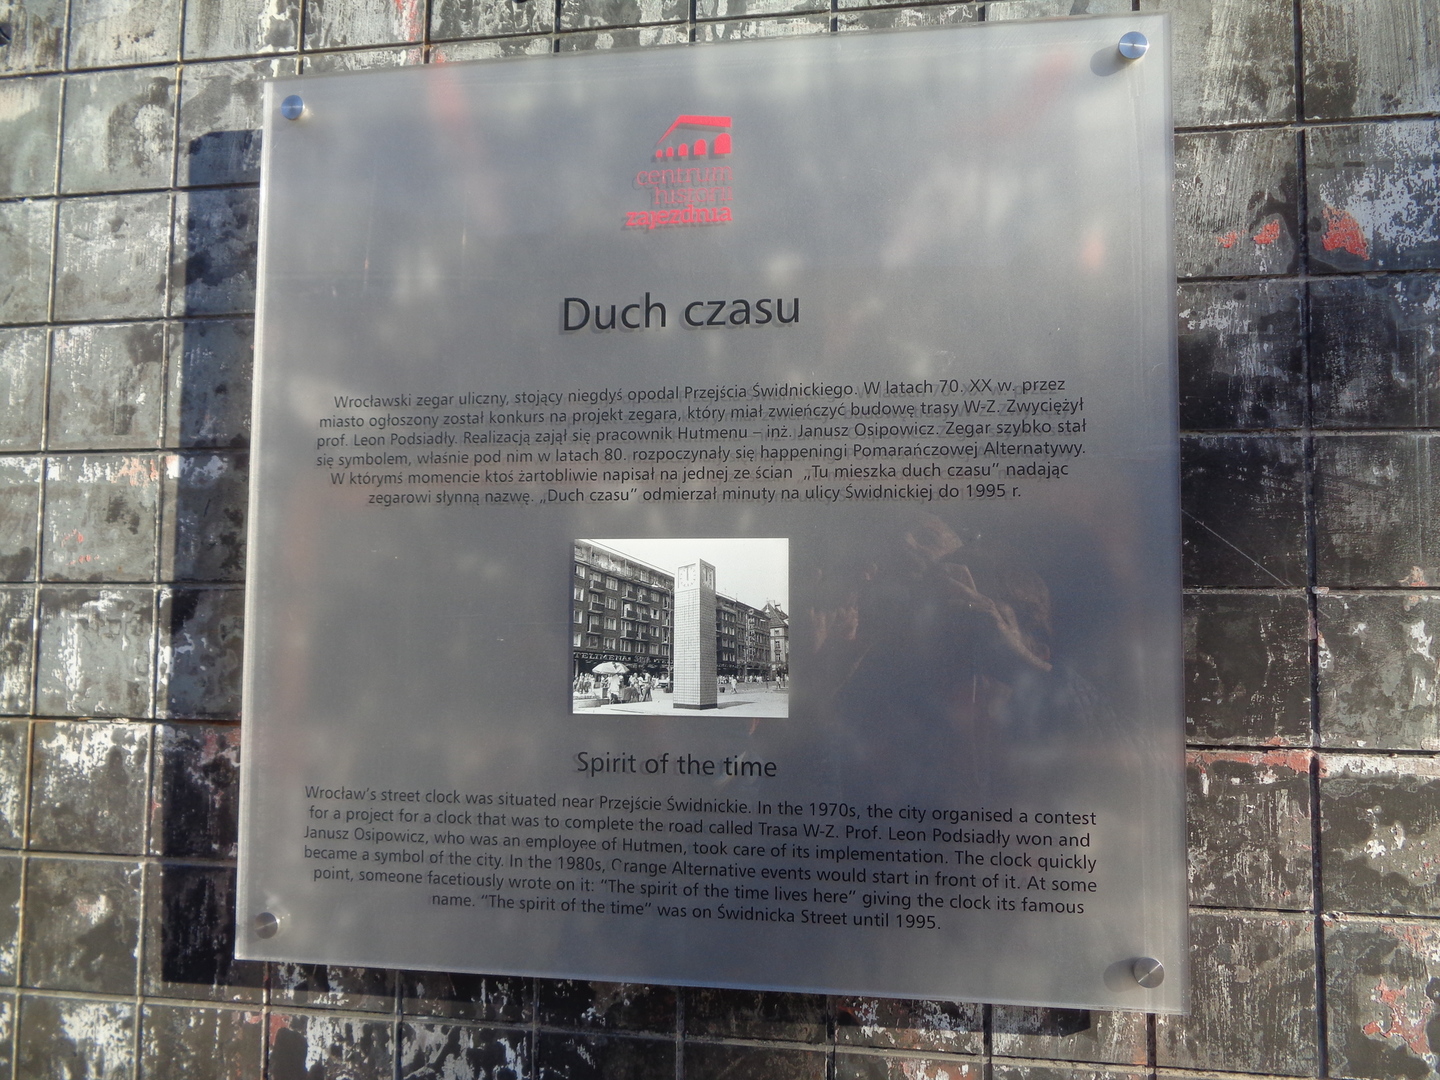 centrum
historii
zajezdnia
Duch czasu
Wrocławski zegar uliczny, stojący niegdyś opodal Przejścia Świdnickiego. W latach 70. XX w. przez
miasto ogłoszony został konkurs na projekt zegara, który miał zwieńczyć budowę trasy W-Z. Zwyciężył
prof. Leon Podsiadły. Realizacją zajął się pracownik Hutmenu – inż. Janusz Osipowicz. Zegar szybko stał
się symbolem, właśnie pod nim w latach 80. rozpoczynały się happeningi Pomarańczowej Alternatywy.
W którymś momencie ktoś żartobliwie napisał na jednej ze ścian „Tu mieszka duch czasu” nadając
zegarowi słynną nazwę. „Duch czasu” odmierzał minuty na ulicy Świdnickiej do 1995 r.
TELIMENA
Spirit of the time
Wrocław's street clock was situated near Przejście Świdnickie. In the 1970s, the city organised a contest
for a project for a clock that was to complete the road called Trasa W-Z. Prof. Leon Podsiadły won and
Janusz Osipowicz, who was an employee of Hutmen, took care of its implementation. The clock quickly
became a symbol of the city. In the 1980s, Orange Alternative events would start in front of it. At some
point, someone facetiously wrote on it: “The spirit of the time lives here” giving the clock its famous
name. “The spirit of the time” was on Świdnicka Street until 1995.